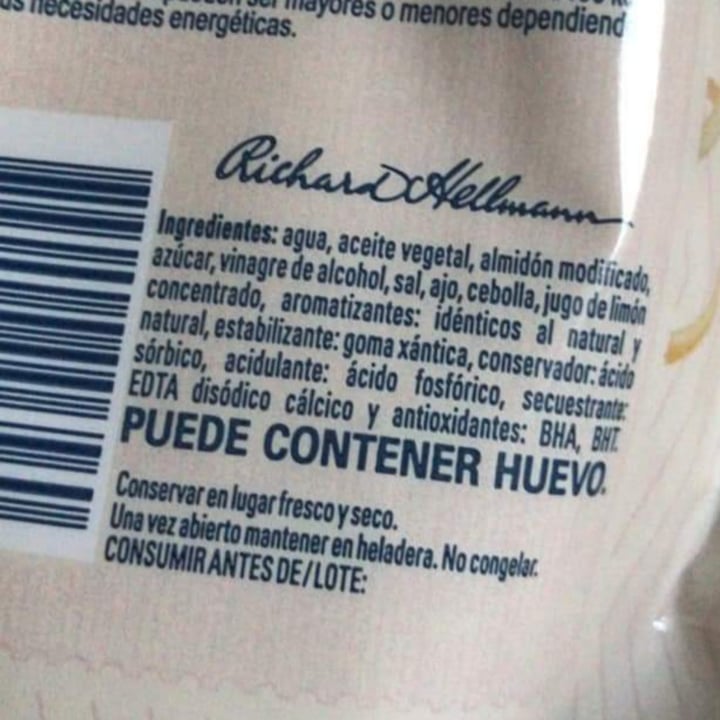 ser mayores o menores
necesidades energéticas.
Richard Hellmann
Ingredientes: agua, aceite vegetal, almidón modificado,
azúcar, vinagre de alcohol, sal, ajo, cebolla, jugo de limón
concentrado, aromatizantes: idénticos al natural y
natural, estabilizante: goma xántica, conservador: ácido
sórbico, acidulante: ácido fosfórico, secuestrante:
EDTA disódico cálcico y antioxidantes: BHA, BHT.
PUEDE CONTENER HUEVO.
Conservar en lugar fresco y seco.
Una vez abierto mantener en heladera. No congelar.
CONSUMIR ANTES DE/LOTE: